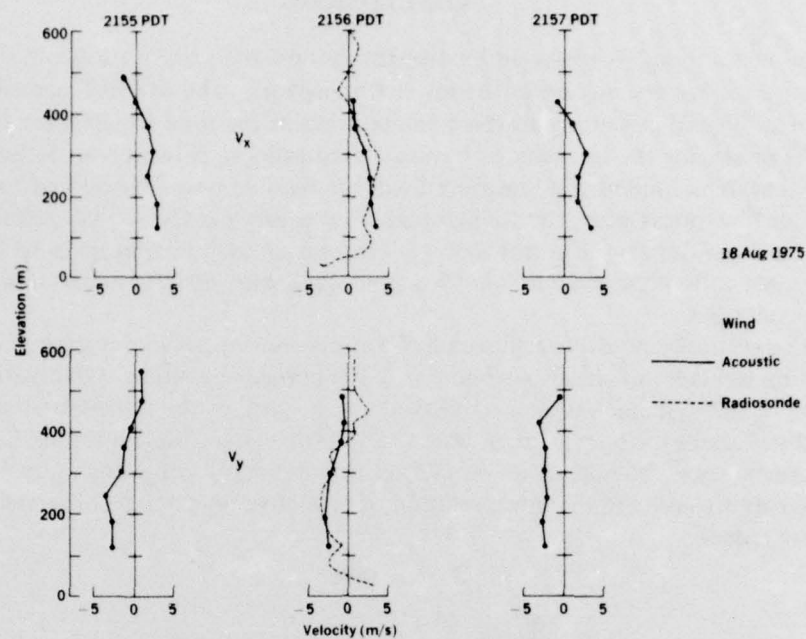 2155 PDT 2156 PDT 2157 PDT
600
400
200
0
Vx
-5 0 5 -5 0 5 -5 0 5
18 Aug 1975
Elevation (m)
Wind
Acoustic
Radiosonde
600
400
200
0
Vy
-5 0 5 -5 0 5 -5 0 5
Velocity (m/s)